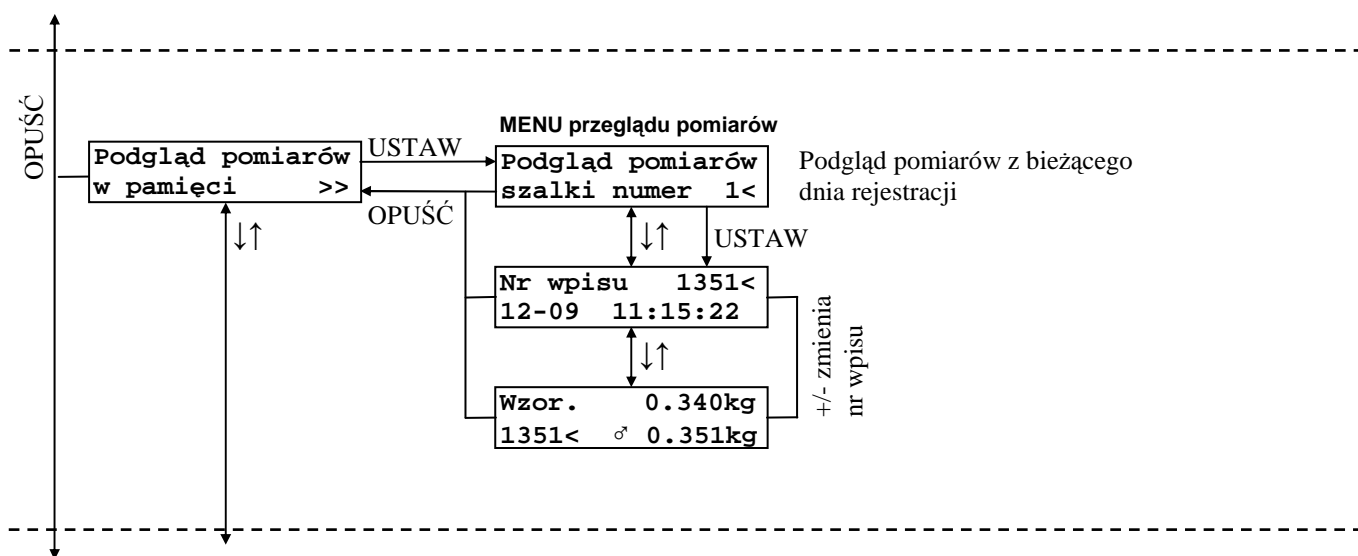 OPUŚĆ
MENU przeglądu pomiarów
Podgląd pomiarów
w pamięci >>
USTAW
OPUŚĆ
↓↑
Podgląd pomiarów
szalki numer 1<
Podgląd pomiarów z bieżącego
dnia rejestracji
↓↑
USTAW
Nr wpisu 1351<
12-09 11:15:22
↓↑
+/- zmienia
nr wpisu
Wzor. 0.340kg
1351< ♂ 0.351kg